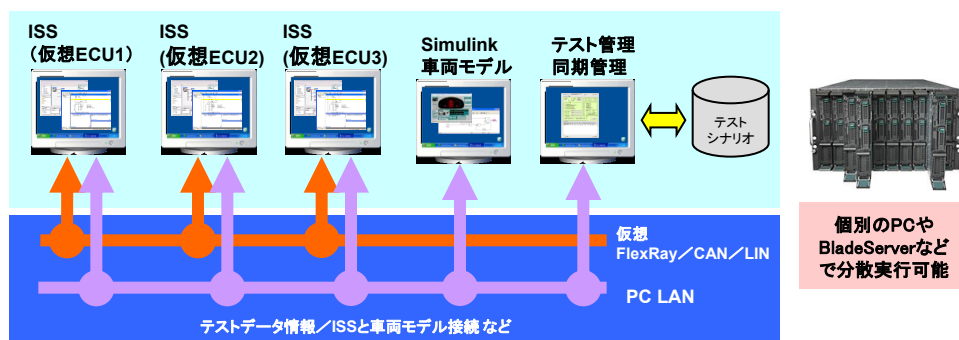 ISS
（仮想ECU1）
ISS
(仮想ECU2)
ISS
(仮想ECU3)
Simulink
車両モデル
テスト管理
同期管理
テスト
シナリオ
仮想
FlexRay／CAN／LIN
PC LAN
テストデータ情報／ISSと車両モデル接続 など
個別のPCや
BladeServerなど
で分散実行可能